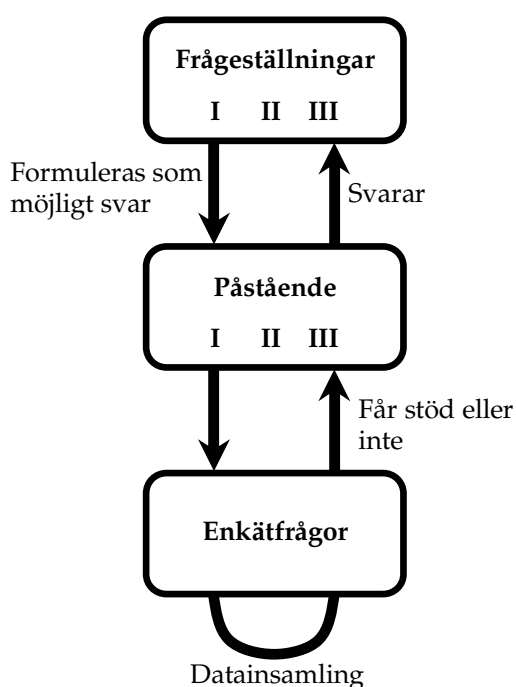 Frågeställningar
I II III
Formuleras som
möjligt svar
Svarar
Påstående
I II III
Får stöd eller
inte
Enkätfrågor
Datainsamling